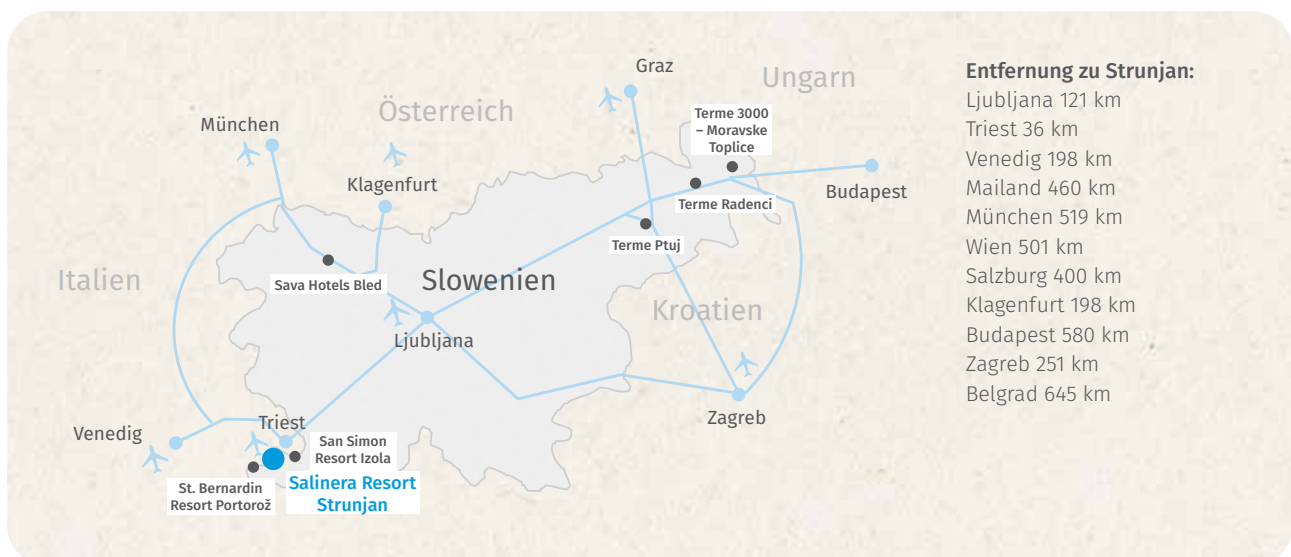 Graz
Ungarn
Österreich
München
Terme 3000
– Moravske
Toplice
Klagenfurt
Budapest
Terme Radenci
Terme Ptuj
Italien
Sava Hotels Bled
Slowenien
Kroatien
Ljubljana
Zagreb
Triest
Venedig
San Simon
Resort Izola
St. Bernardin
Resort Portorož
Salinera Resort
Strunjan
Entfernung zu Strunjan:
Ljubljana 121 km
Triest 36 km
Venedig 198 km
Mailand 460 km
München 519 km
Wien 501 km
Salzburg 400 km
Klagenfurt 198 km
Budapest 580 km
Zagreb 251 km
Belgrad 645 km